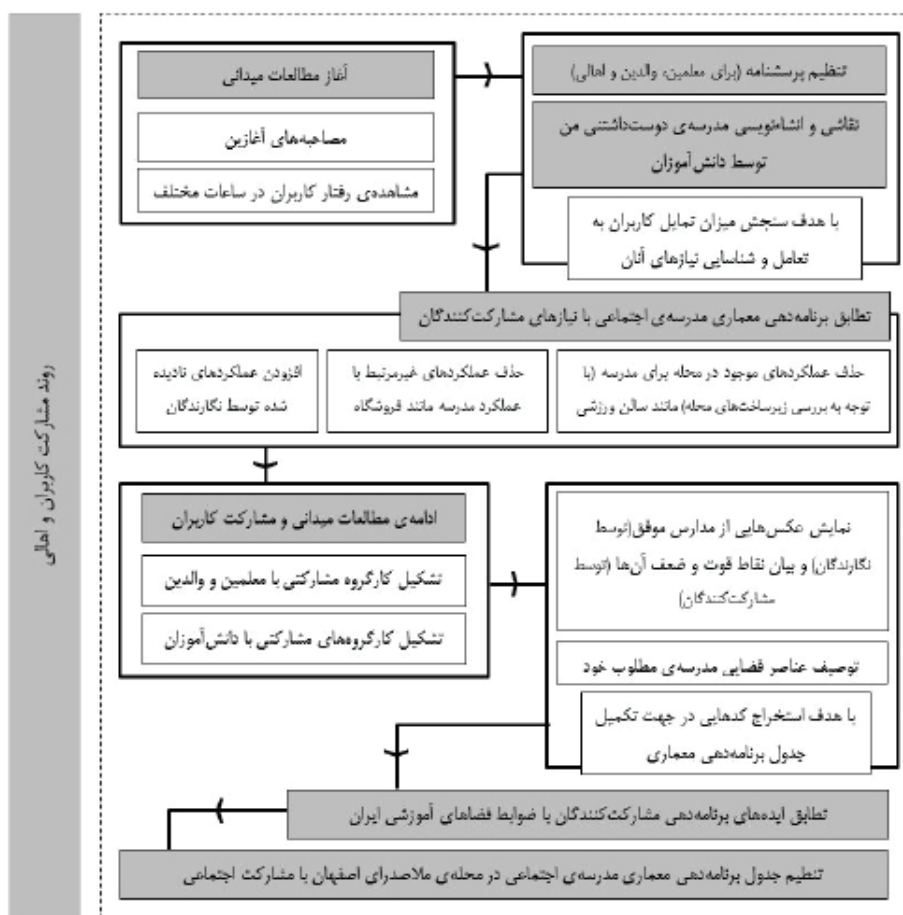 روند مشارکت کاربران و اهالی
آغاز مطالعات میدانی
مصاحبه‌های آغازین
مشاهده‌ی رفتار کاربران در ساعات مختلف
تنظیم پرسشنامه (برای معلمین، والدین و اهالی)
نقاشی و انشاءنویسی مدرسه‌ی دوست‌داشتنی من
توسط دانش‌آموزان
با هدف سنجش میزان تمایل کاربران به
تعامل و شناسایی نیازهای آنان
تطابق برنامه‌دهی معماری مدرسه‌ی اجتماعی با نیازهای مشارکت‌کنندگان
حذف عملکردهای موجود در محله برای مدرسه (با
توجه به بررسی زیرساخت‌های محله) مانند سالن ورزشی
حذف عملکردهای غیرمرتبط با
عملکرد مدرسه مانند فروشگاه
افزودن عملکردهای نادیده
شده توسط نگارندگان
ادامه‌ی مطالعات میدانی و مشارکت کاربران
تشکیل کارگروه مشارکتی با معلمین و والدین
تشکیل کارگروه‌های مشارکتی با دانش‌آموزان
نمایش عکس‌هایی از مدارس موفق(توسط
نگارندگان) و بیان نقاط قوت و ضعف آن‌ها (توسط
مشارکت‌کنندگان)
توصیف عناصر فضایی مدرسه‌ی مطلوب خود
با هدف استخراج کدهایی در جهت تکمیل
جدول برنامه‌دهی معماری
تطابق ایده‌های برنامه‌دهی مشارکت‌کنندگان با ضوابط فضاهای آموزشی ایران
تنظیم جدول برنامه‌دهی معماری مدرسه‌ی اجتماعی در محله‌ی ملاصدرای اصفهان با مشارکت اجتماعی